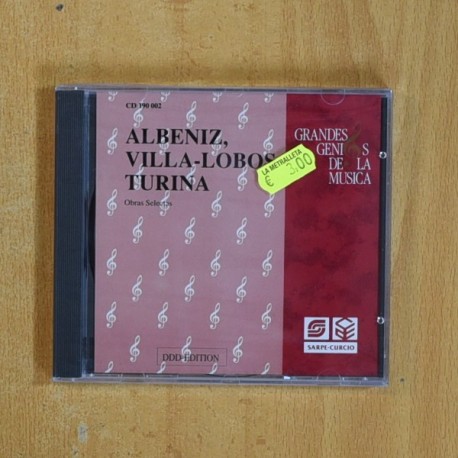 CD 390 002
ALBENIZ,
VILLA-LOBOS
TURINA
Obras Selectas
LA METRALLETA
€ 3.00
GRANDES
GENIOS
DE LA
MUSICA
SARPE-CURCIO
DDD-EDITION